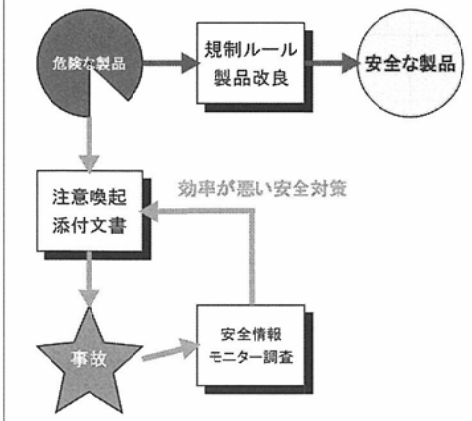 危険な製品
規制ルール
製品改良
安全な製品
注意喚起
添付文書
効率が悪い安全対策
事故
安全情報
モニター調査